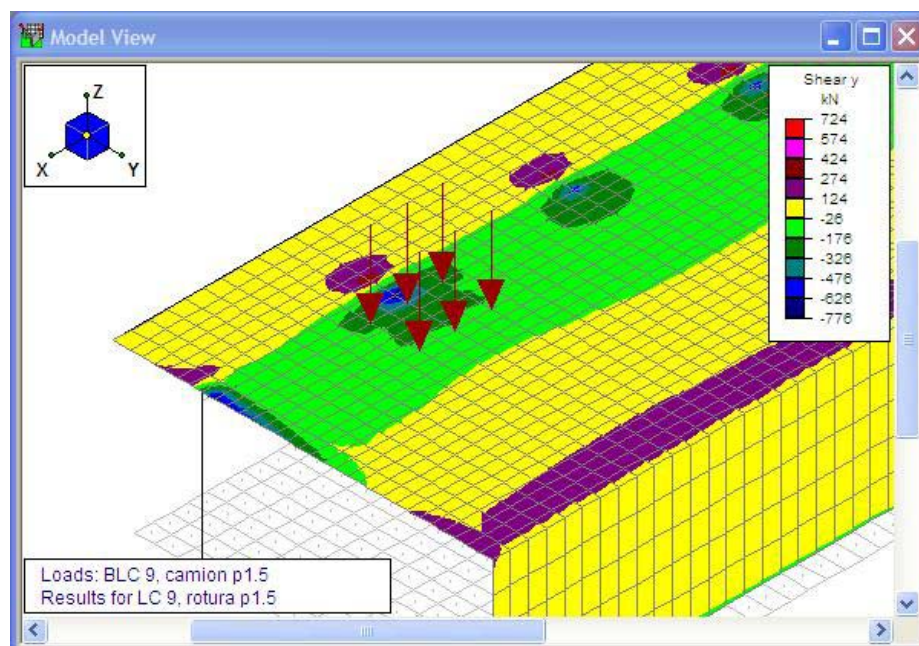 Model View
Z
X
Y
Shear y
kN
724
574
424
274
124
-26
-176
-326
-476
-626
-776
Loads: BLC 9, camion p1.5
Results for LC 9, rotura p1.5